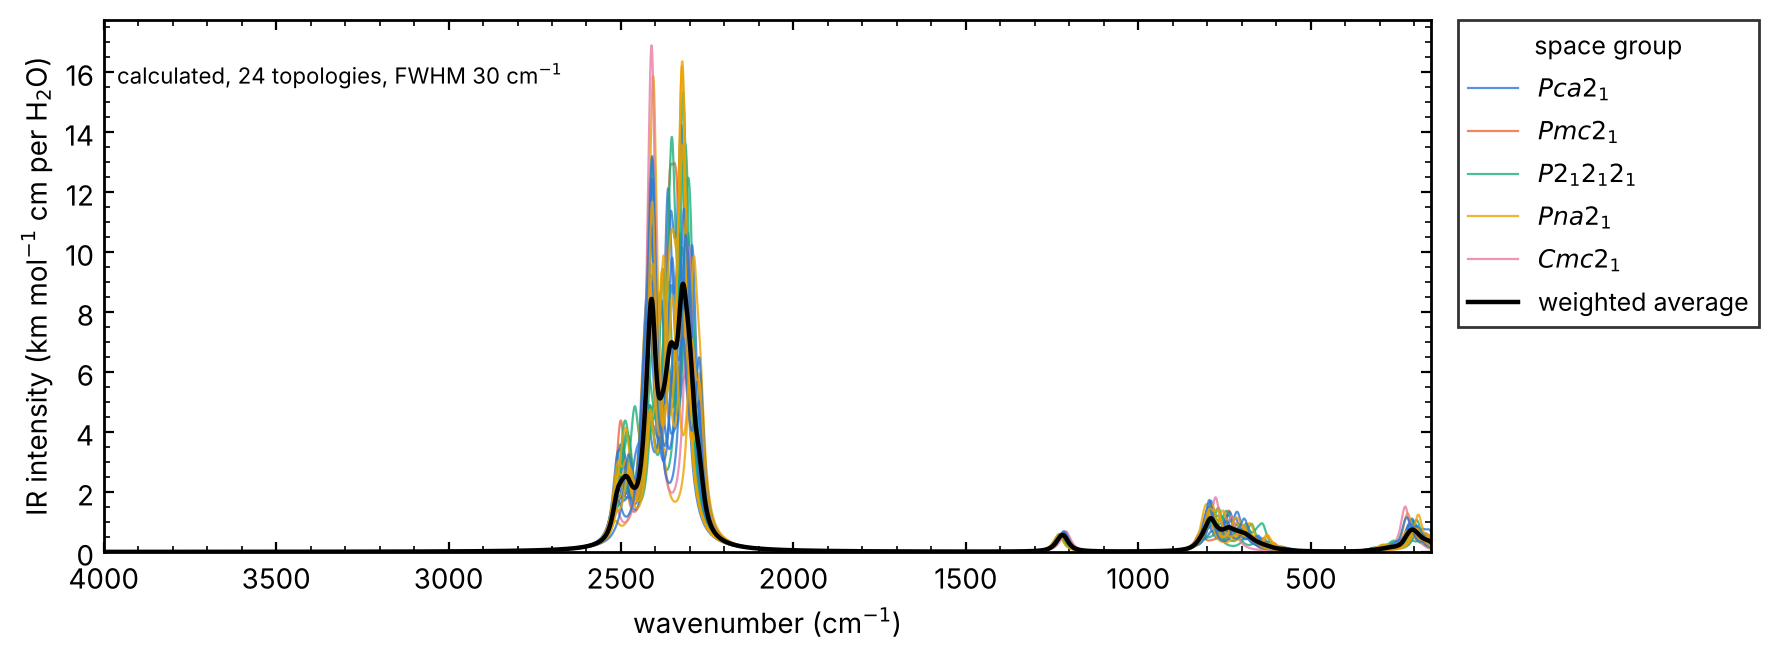 calculated, 24 topologies, FWHM 30 cm⁻¹
IR intensity (km mol⁻¹ cm per H₂O)
16
14
12
10
8
6
4
2
0
4000 3500 3000 2500 2000 1500 1000 500
wavenumber (cm⁻¹)
space group
Pca2₁
Pmc2₁
P2₁2₁2₁
Pna2₁
Cmc2₁
weighted average